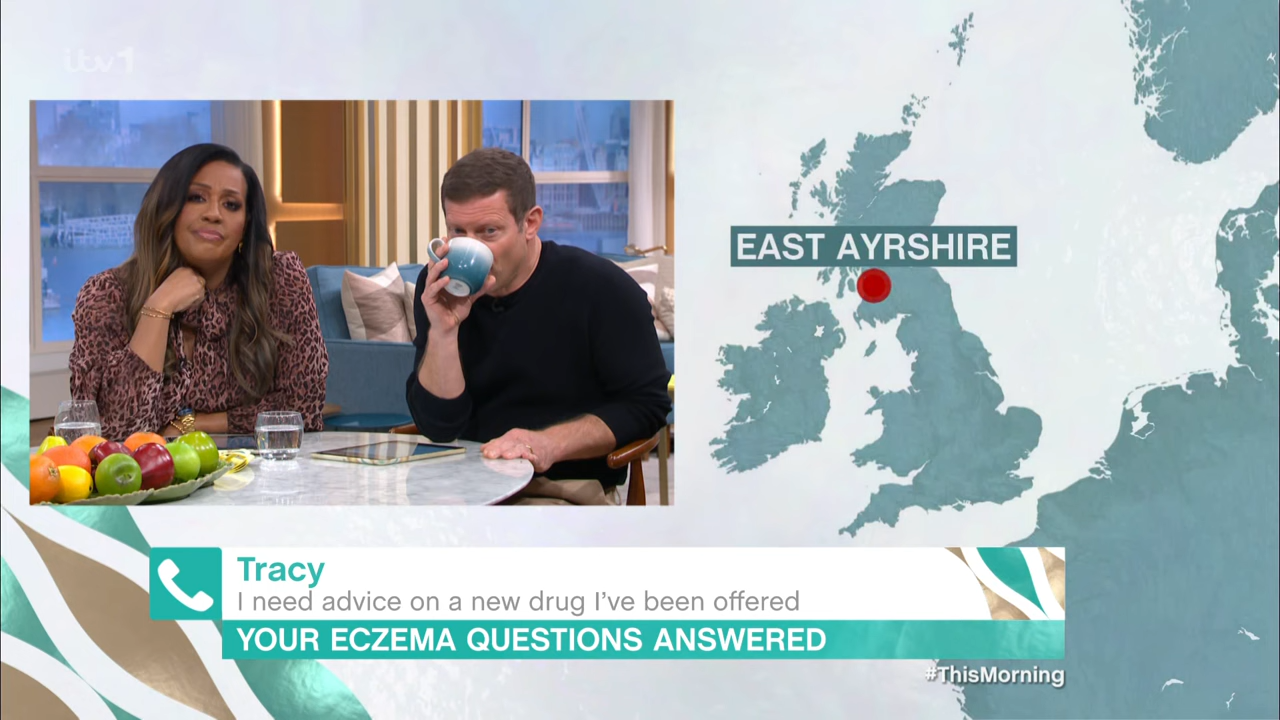 itv1
EAST AYRSHIRE
Tracy
I need advice on a new drug I've been offered
YOUR ECZEMA QUESTIONS ANSWERED
#ThisMorning